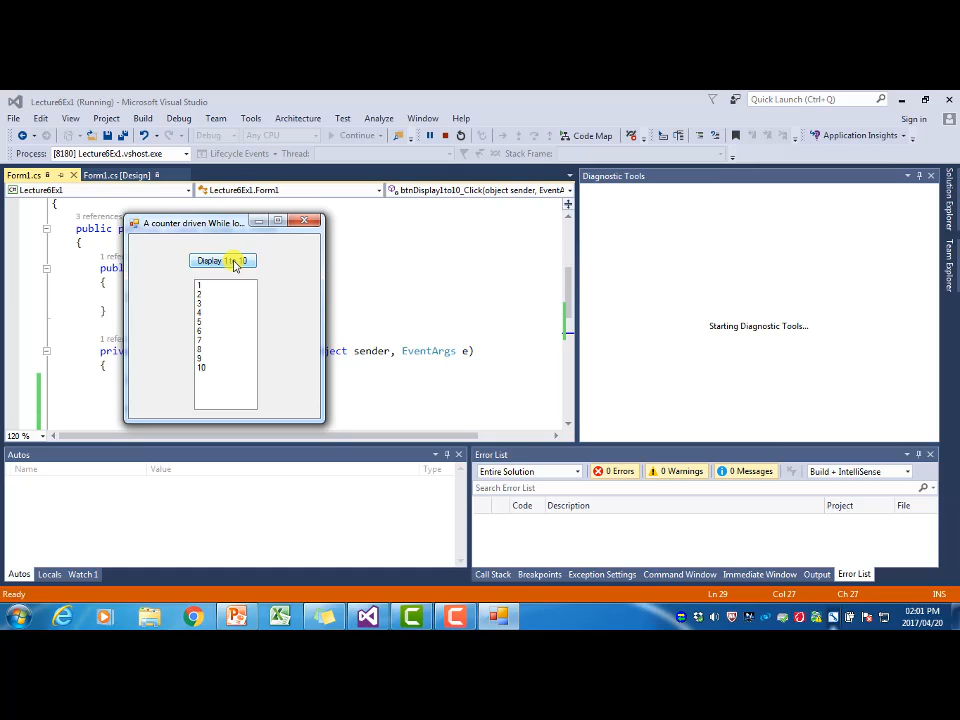 Lecture6Ex1 (Running) - Microsoft Visual Studio
Quick Launch (Ctrl+Q)
File Edit View Project Build Debug Team Tools Architecture Test Analyze Window Help
Sign in
Debug Any CPU Continue Code Map Application Insights
Process: [8180] Lecture6Ex1.vshost.exe Lifecycle Events Thread: Stack Frame:
Form1.cs Form1.cs [Design]
Diagnostic Tools
Lecture6Ex1 Lecture6Ex1.Form1 btnDisplay1to10_Click(object sender, EventA
Solution Explorer
Team Explorer
{
3 references
public p
{
1 refe
publ
{
}
1 refe
priv ject sender, EventArgs e)
{
A counter driven While lo...
Display 1 to 10
1
2
3
4
5
6
7
8
9
10
Starting Diagnostic Tools...
120 %
Autos
Name Value Type
Autos Locals Watch 1
Error List
Entire Solution 0 Errors 0 Warnings 0 Messages Build + IntelliSense
Search Error List
Code Description Project File
Call Stack Breakpoints Exception Settings Command Window Immediate Window Output Error List
Ready Ln 29 Col 27 Ch 27 INS
02:01 PM
2017/04/20